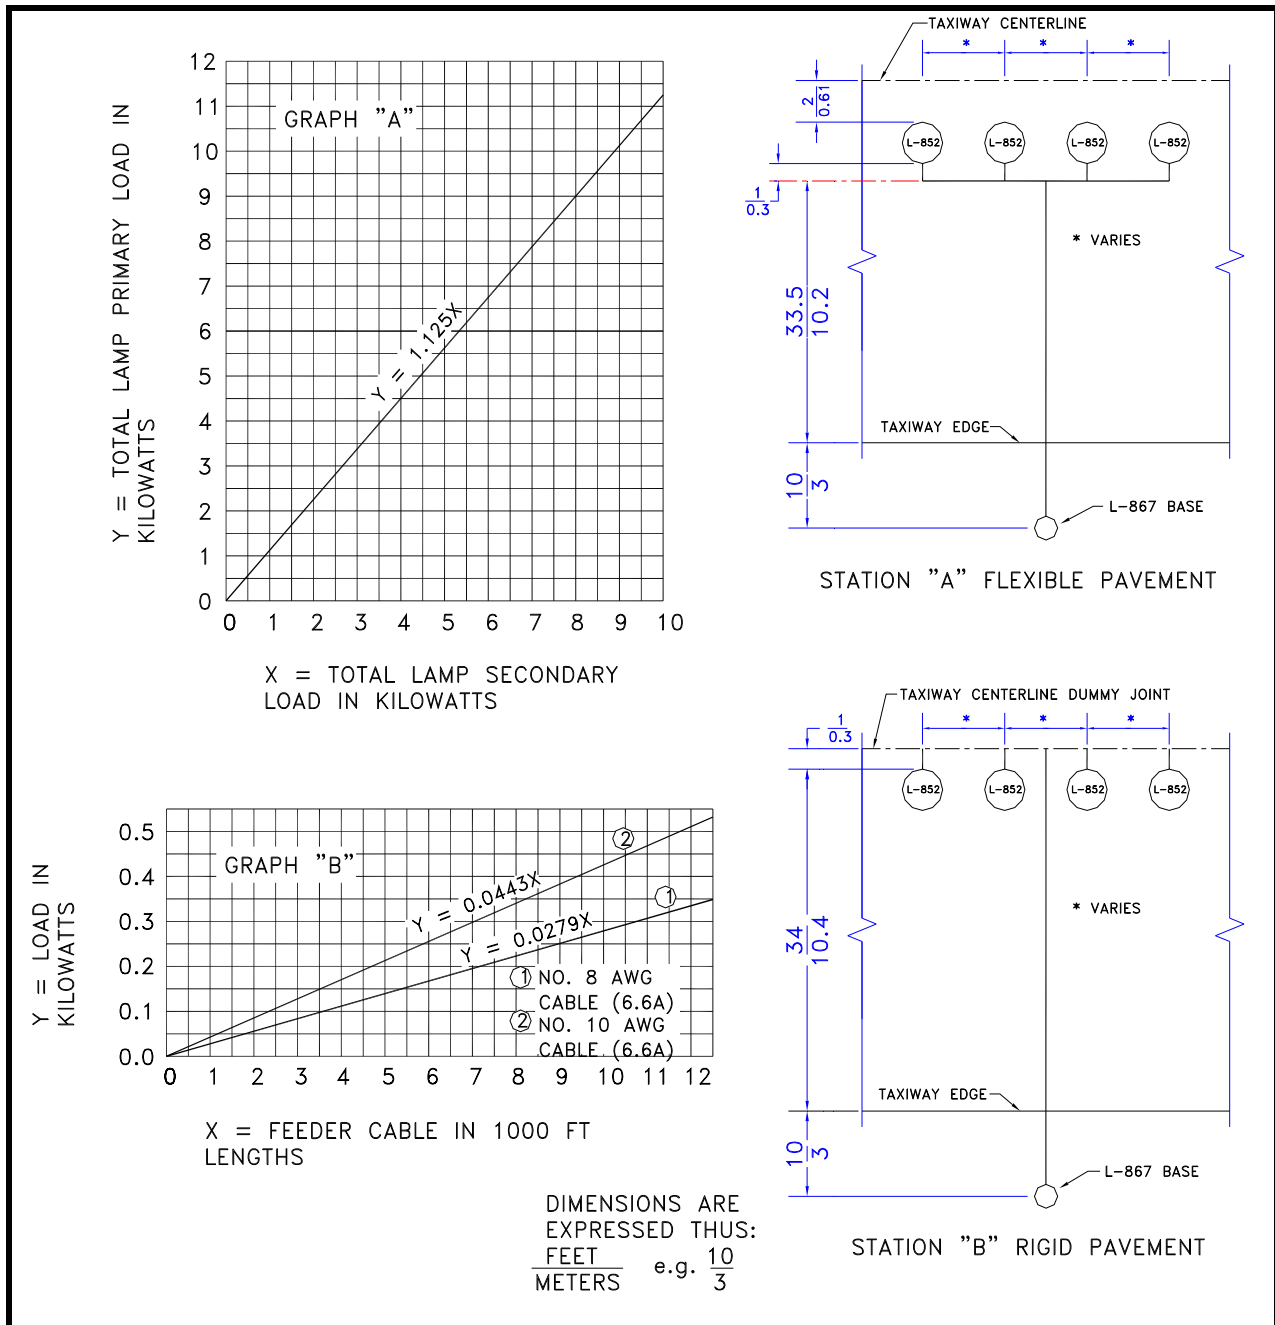 12
11
10
9
8
7
6
5
4
3
2
1
0
GRAPH "A"
Y = 1.125X
Y = TOTAL LAMP PRIMARY LOAD IN
KILOWATTS
0 1 2 3 4 5 6 7 8 9 10
X = TOTAL LAMP SECONDARY
LOAD IN KILOWATTS
TAXIWAY CENTERLINE
* * *
2
0.61
L-852 L-852 L-852 L-852
1
0.3
* VARIES
33.5
10.2
TAXIWAY EDGE
10
3
L-867 BASE
STATION "A" FLEXIBLE PAVEMENT
0.5
0.4
0.3
0.2
0.1
0.0
GRAPH "B"
2
1
Y = 0.0443X
Y = 0.0279X
1 NO. 8 AWG
CABLE (6.6A)
2 NO. 10 AWG
CABLE (6.6A)
Y = LOAD IN
KILOWATTS
0 1 2 3 4 5 6 7 8 9 10 11 12
X = FEEDER CABLE IN 1000 FT
LENGTHS
TAXIWAY CENTERLINE DUMMY JOINT
1
0.3
* * *
L-852 L-852 L-852 L-852
* VARIES
34
10.4
TAXIWAY EDGE
10
3
L-867 BASE
STATION "B" RIGID PAVEMENT
DIMENSIONS ARE
EXPRESSED THUS:
FEET
METERS
e.g. 10
3